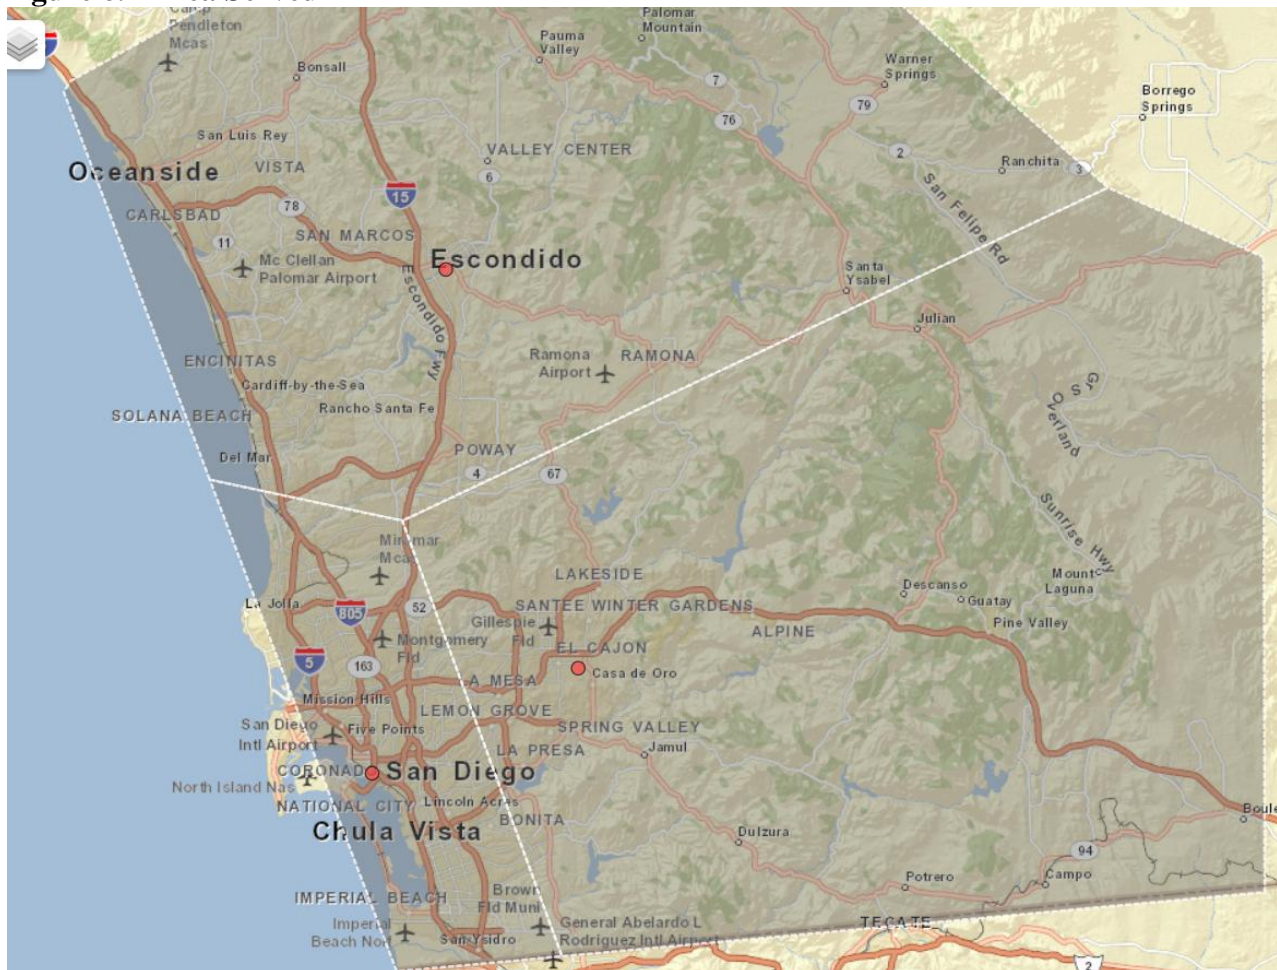 Camp
Pendleton
Mcas
Palomar
Mountain
Pauma
Valley
Bonsall
Warner
Springs
Borrego
Springs
5
7
79
76
San Luis Rey
VALLEY CENTER
2
Ranchita
3
Oceanside
VISTA
6
15
San Felipe Rd
78
CARLSBAD
SAN MARCOS
11
Escondido
Mc Clellan
Palomar Airport
Escondido Fwy
Santa
Ysabel
Julian
ENCINITAS
Ramona
Airport
RAMONA
Cardiff-by-the-Sea
Rancho Santa Fe
SOLANA BEACH
Gt S
Overland
Del Mar
POWAY
4
67
Sunrise Hwy
Miramar
Mcas
LAKESIDE
Mount
Laguna
La Jolla
805
52
SANTEE
WINTER GARDENS
Descanso
Guatay
Gillespie
Fld
Pine Valley
Montgomery
Fld
ALPINE
EL CAJON
5
163
Casa de Oro
A MESA
Mission Hills
LEMON GROVE
San Diego
Intl Airport
Five Points
SPRING VALLEY
LA PRESA
Jamul
CORONAD
San Diego
North Island Nas
NATIONAL CITY
Lincoln Acres
BONITA
Boule
Chula Vista
Dulzura
94
Potrero
Campo
IMPERIAL BEACH
Brown
Fld Muni
Imperial
Beach Nolf
San Ysidro
General Abelardo L
Rodriguez Intl Airport
TECATE
2